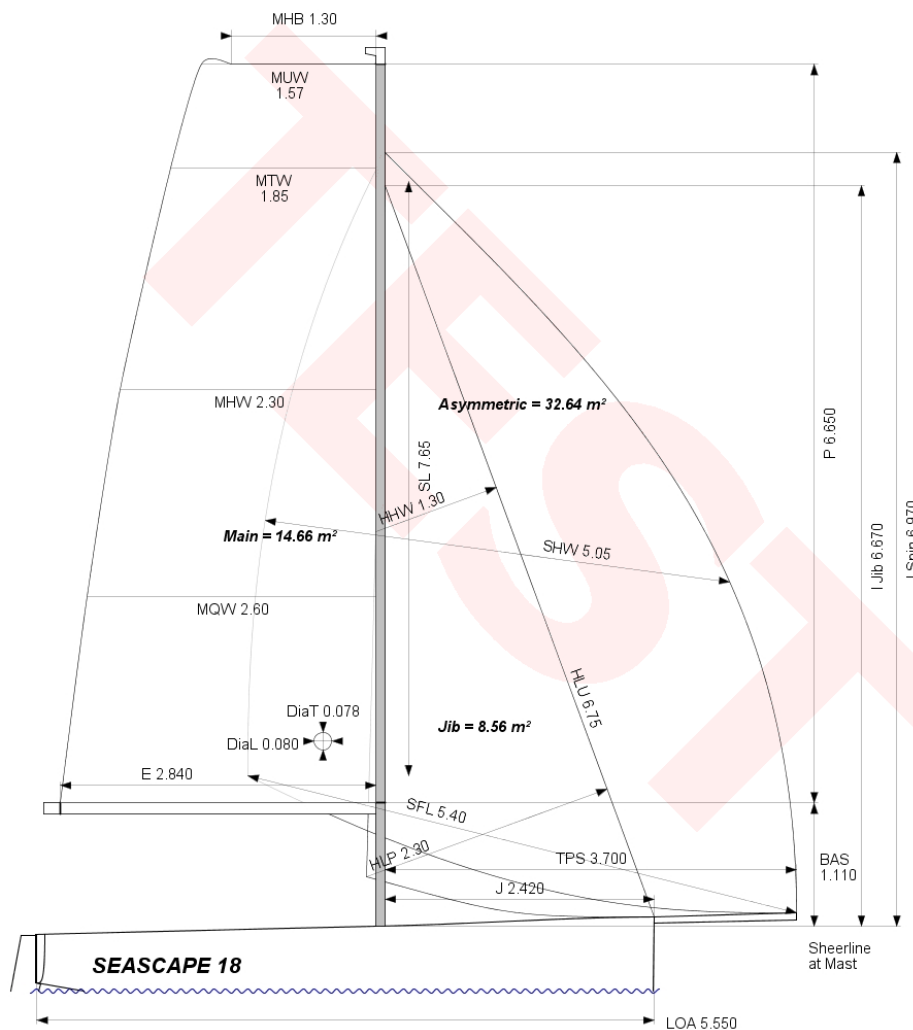 MHB 1.30
MUW
1.57
MTW
1.85
MHW 2.30
Asymmetric = 32.64 m²
P 6.650
SL 7.65
HHW 1.30
I Jib 6.670
I Spin 6.970
Main = 14.66 m²
SHW 5.05
MQW 2.60
HLU 6.75
DiaT 0.078
Jib = 8.56 m²
DiaL 0.080
E 2.840
SFL 5.40
HLP 2.30
TPS 3.700
BAS
1.110
J 2.420
Sheerline
at Mast
SEASCAPE 18
LOA 5.550
TEST